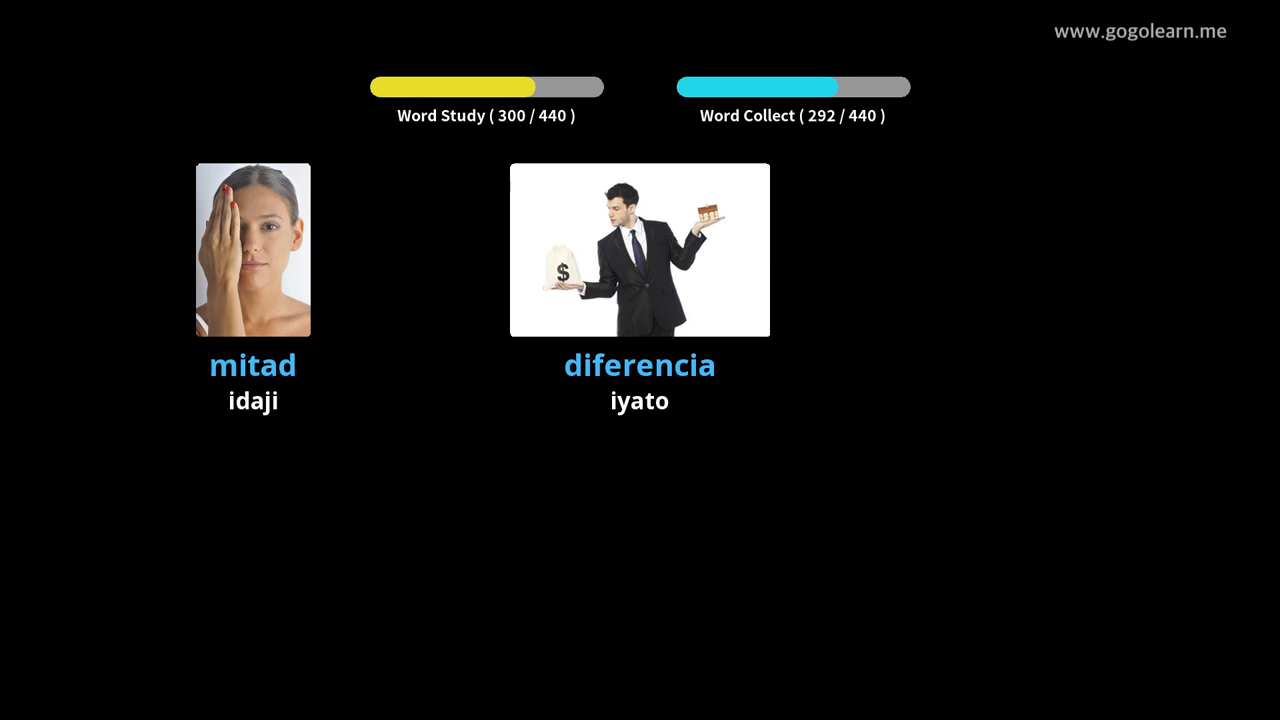 www.gogolearn.me
Word Study ( 300 / 440 )
Word Collect ( 292 / 440 )
$
mitad
idaji
diferencia
iyato